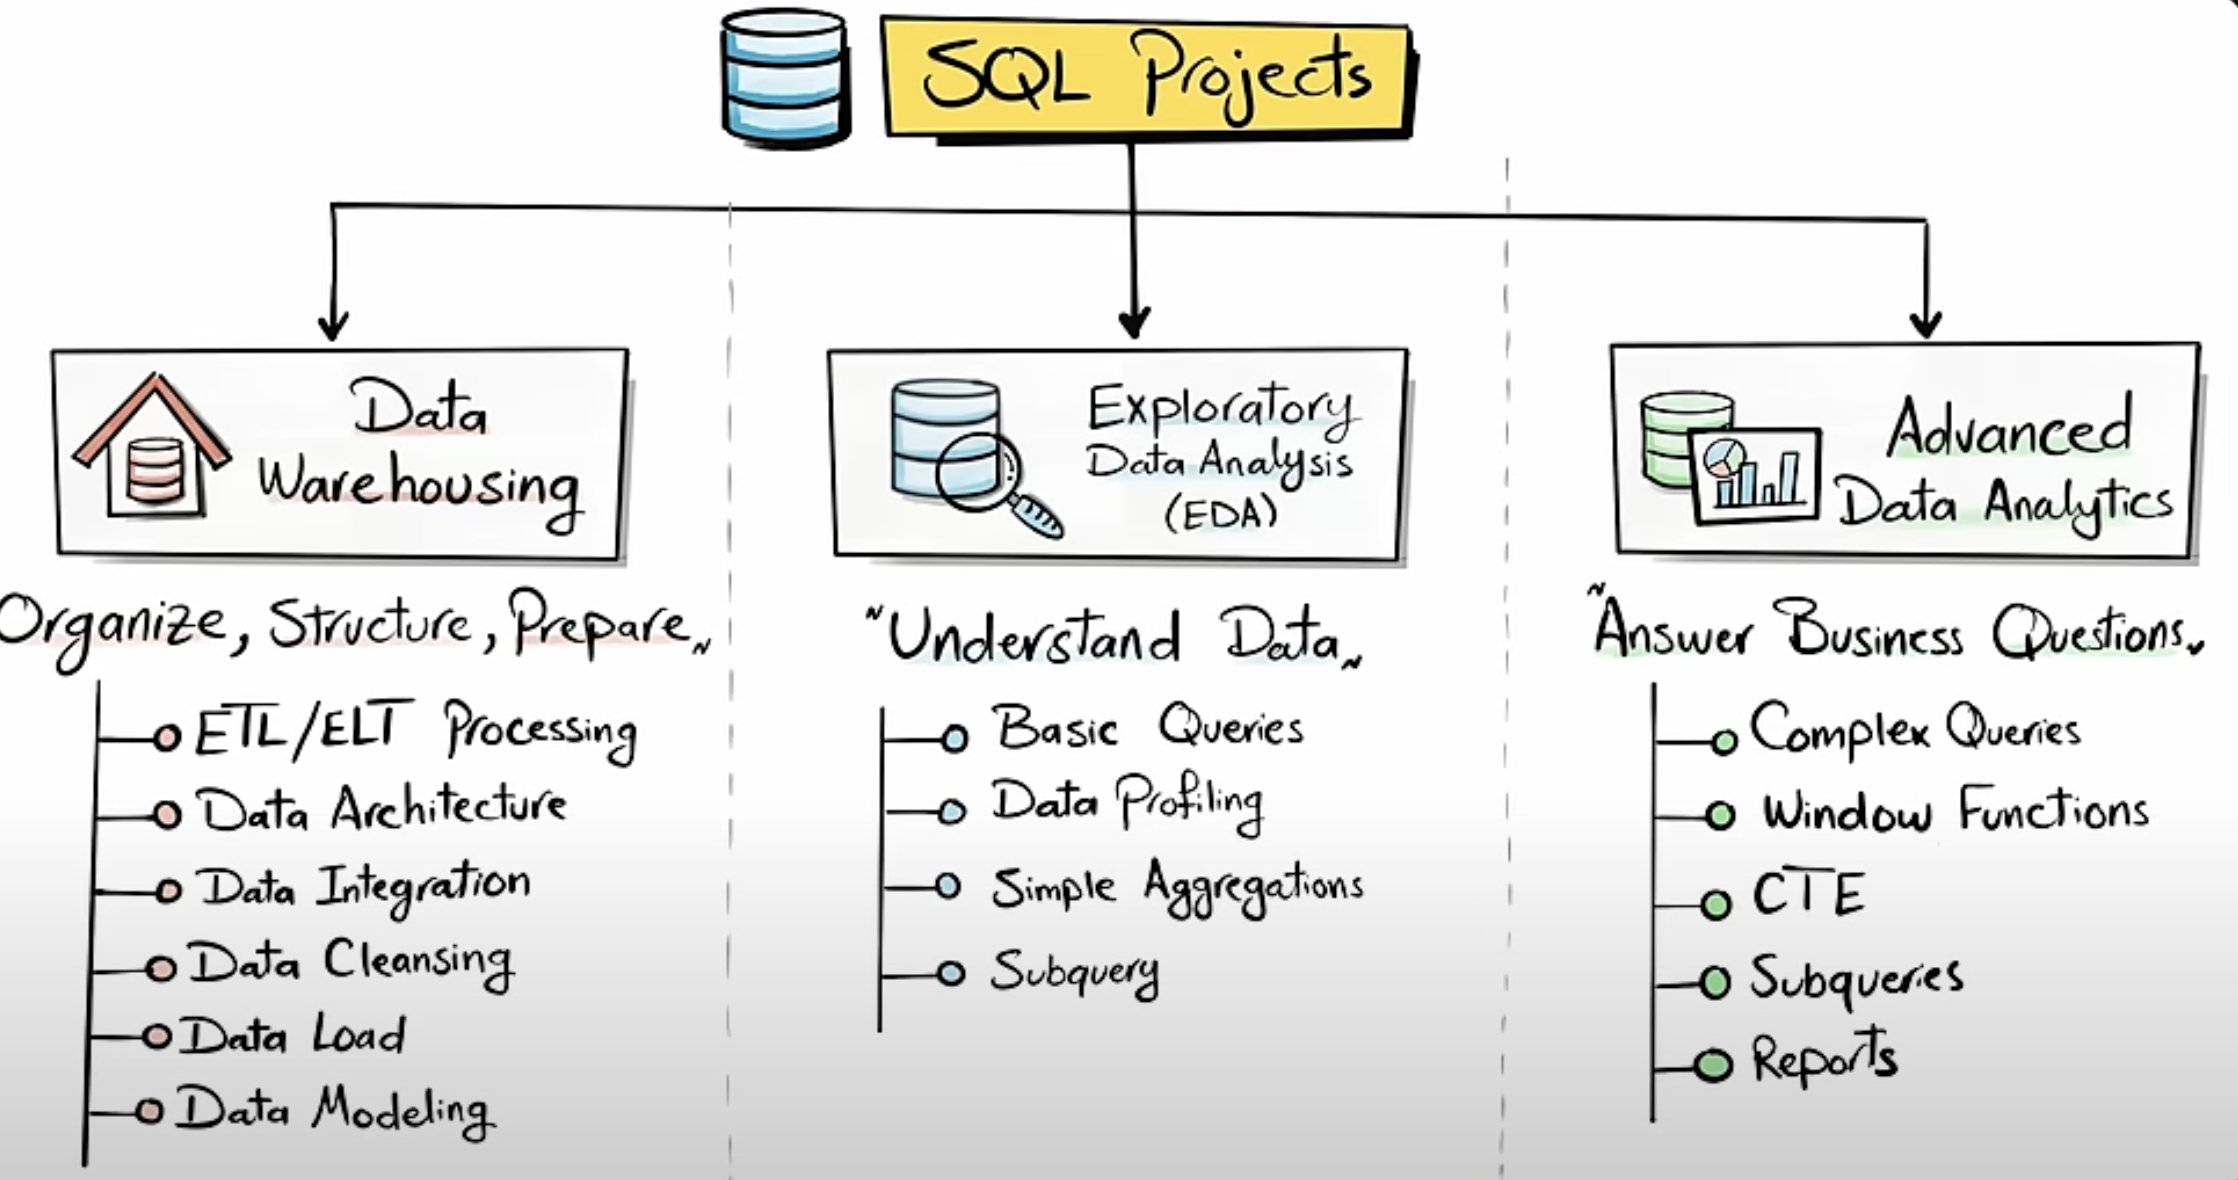 SQL Projects
Data
Warehousing
Organize, Structure, Prepare„
ETL/ELT Processing
Data Architecture
Data Integration
Data Cleansing
Data Load
Data Modeling
Exploratory
Data Analysis
(EDA)
"Understand Data„
Basic Queries
Data Profiling
Simple Aggregations
Subquery
Advanced
Data Analytics
"Answer Business Questions„
Complex Queries
Window Functions
CTE
Subqueries
Reports